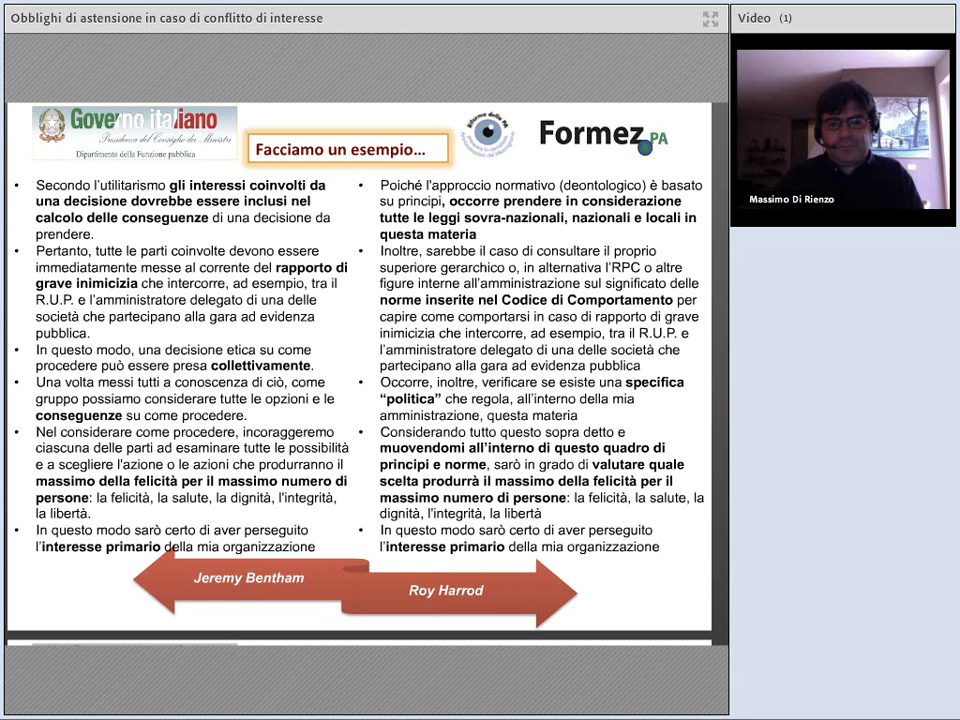 Obblighi di astensione in caso di conflitto di interesse
Video (1)
Massimo Di Rienzo
Governo italiano
Presidenza del Consiglio dei Ministri
Dipartimento della Funzione pubblica
Facciamo un esempio...
Formez PA
• Secondo l'utilitarismo gli interessi coinvolti da
una decisione dovrebbe essere inclusi nel
calcolo delle conseguenze di una decisione da
prendere.
• Pertanto, tutte le parti coinvolte devono essere
immediatamente messe al corrente del rapporto di
grave inimicizia che intercorre, ad esempio, tra il
R.U.P. e l'amministratore delegato di una delle
società che partecipano alla gara ad evidenza
pubblica.
• In questo modo, una decisione etica su come
procedere può essere presa collettivamente.
• Una volta messi tutti a conoscenza di ciò, come
gruppo possiamo considerare tutte le opzioni e le
conseguenze su come procedere.
• Nel considerare come procedere, incoraggeremo
ciascuna delle parti ad esaminare tutte le possibilità
e a scegliere l'azione o le azioni che produrranno il
massimo della felicità per il massimo numero di
persone: la felicità, la salute, la dignità, l'integrità,
la libertà.
• In questo modo sarò certo di aver perseguito
l'interesse primario della mia organizzazione
• Poiché l'approccio normativo (deontologico) è basato
su principi, occorre prendere in considerazione
tutte le leggi sovra-nazionali, nazionali e locali in
questa materia
• Inoltre, sarebbe il caso di consultare il proprio
superiore gerarchico o, in alternativa l'RPC o altre
figure interne all'amministrazione sul significato delle
norme inserite nel Codice di Comportamento per
capire come comportarsi in caso di rapporto di grave
inimicizia che intercorre, ad esempio, tra il R.U.P. e
l'amministratore delegato di una delle società che
partecipano alla gara ad evidenza pubblica
• Occorre, inoltre, verificare se esiste una specifica
“politica” che regola, all'interno della mia
amministrazione, questa materia
• Considerando tutto questo sopra detto e
muovendomi all'interno di questo quadro di
principi e norme, sarò in grado di valutare quale
scelta produrrà il massimo della felicità per il
massimo numero di persone: la felicità, la salute, la
dignità, l'integrità, la libertà
• In questo modo sarò certo di aver perseguito
l'interesse primario della mia organizzazione
Jeremy Bentham
Roy Harrod